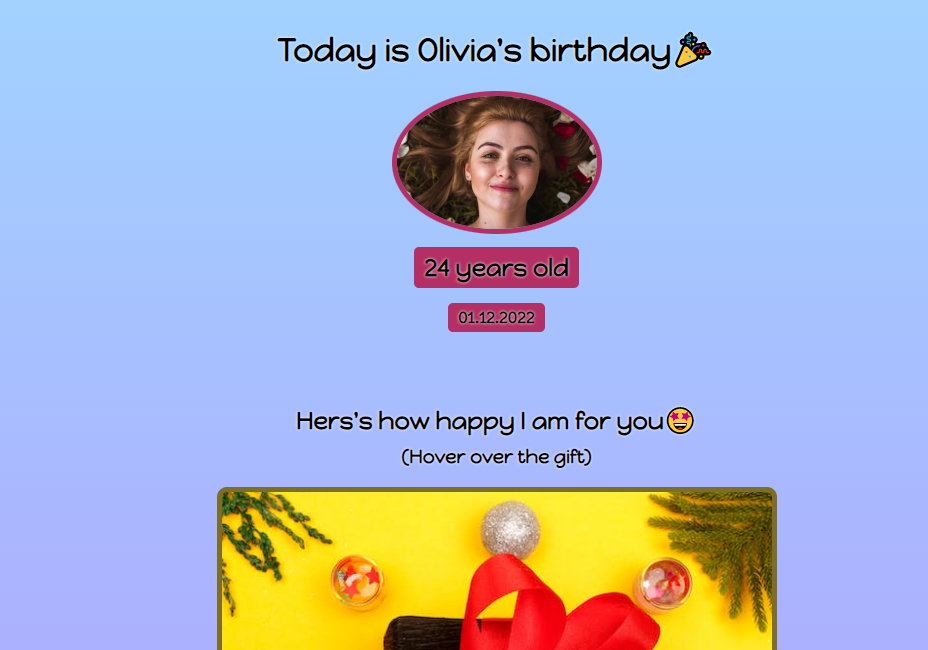 Today is Olivia's birthday🎉
24 years old
01.12.2022
Hers's how happy I am for you🤩
(Hover over the gift)